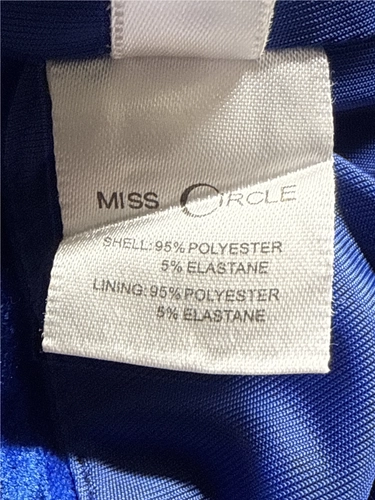 MISS CIRCLE
SHELL: 95% POLYESTER
5% ELASTANE
LINING: 95% POLYESTER
5% ELASTANE